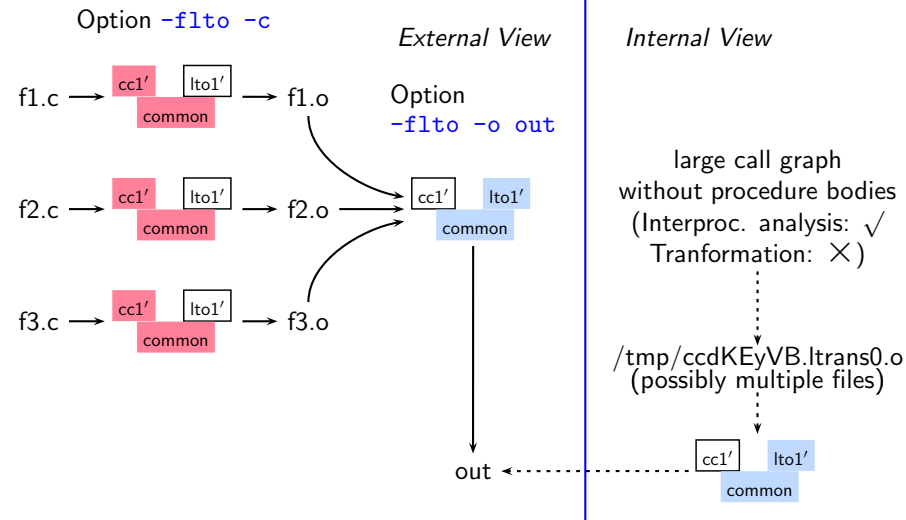 Option -flto -c
External View
Internal View
f1.c
cc1′
lto1′
common
f1.o
Option
-flto -o out
f2.c
cc1′
lto1′
common
f2.o
cc1′
lto1′
common
f3.c
cc1′
lto1′
common
f3.o
out
large call graph
without procedure bodies
(Interproc. analysis: √
Tranformation: ×)
/tmp/ccdKEyVB.ltrans0.o
(possibly multiple files)
cc1′
lto1′
common